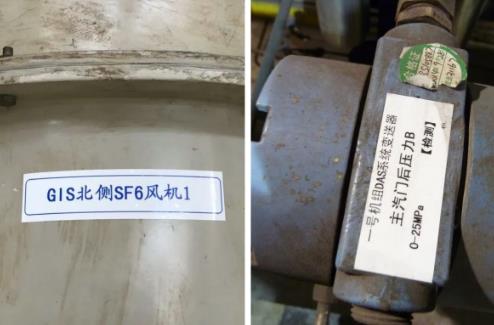 GIS北侧SF6风机1
一号机组DAS系统变送器
主汽门后压力B
【检测】
0-25MPa